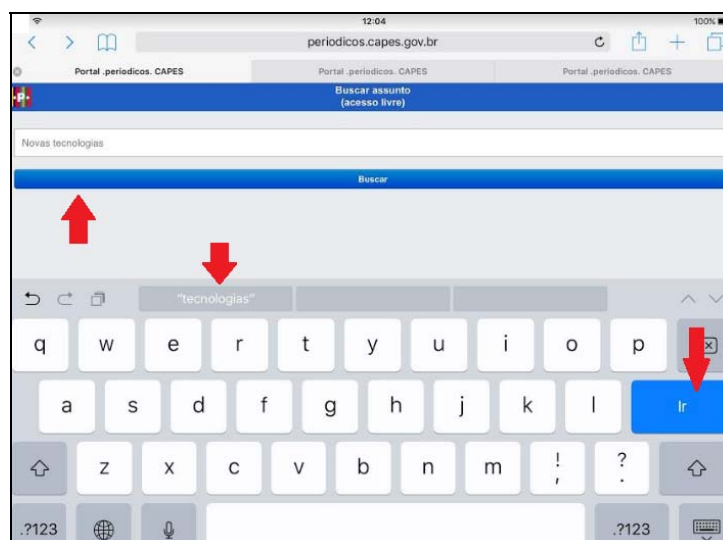 12:04 100%
periodicos.capes.gov.br
Portal .periodicos. CAPES Portal .periodicos. CAPES Portal .periodicos. CAPES
.P. Buscar assunto
(acesso livre)
Novas tecnologias
Buscar
"tecnologias"
q w e r t y u i o p
a s d f g h j k l Ir
z x c v b n m ! , ? .
.?123 .?123